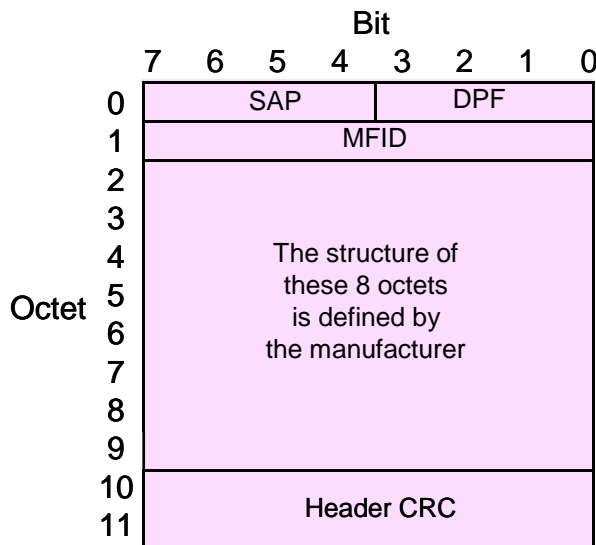 Bit
7 6 5 4 3 2 1 0
0 SAP DPF
1 MFID
2
3
4
Octet 5
6
7
8
9
The structure of
these 8 octets
is defined by
the manufacturer
10
11
Header CRC